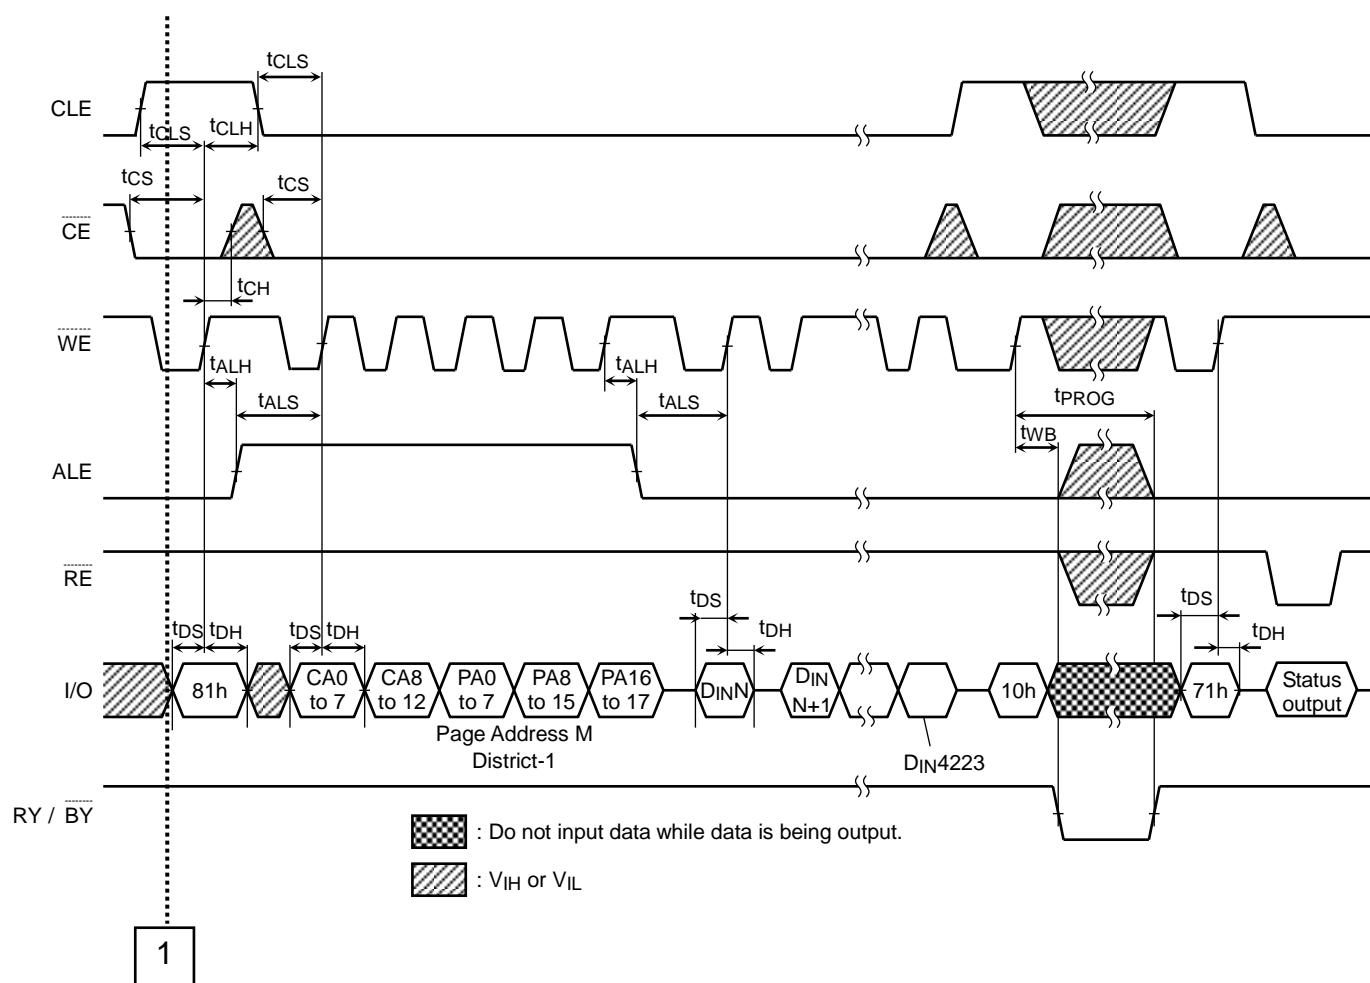 tCLS
CLE
tCLS
tCLH
tCS
tCS
CE
tCH
WE
tALH
tALH
tALS
tALS
tPROG
tWB
ALE
RE
tDS
tDH
tDS
tDH
tDS
tDH
tDS
tDH
I/O
81h
CA0 to 7
CA8 to 12
PA0 to 7
PA8 to 15
PA16 to 17
DINN
DIN N+1
10h
71h
Status output
Page Address M
District-1
DIN4223
RY / BY
: Do not input data while data is being output.
: VIH or VIL
1